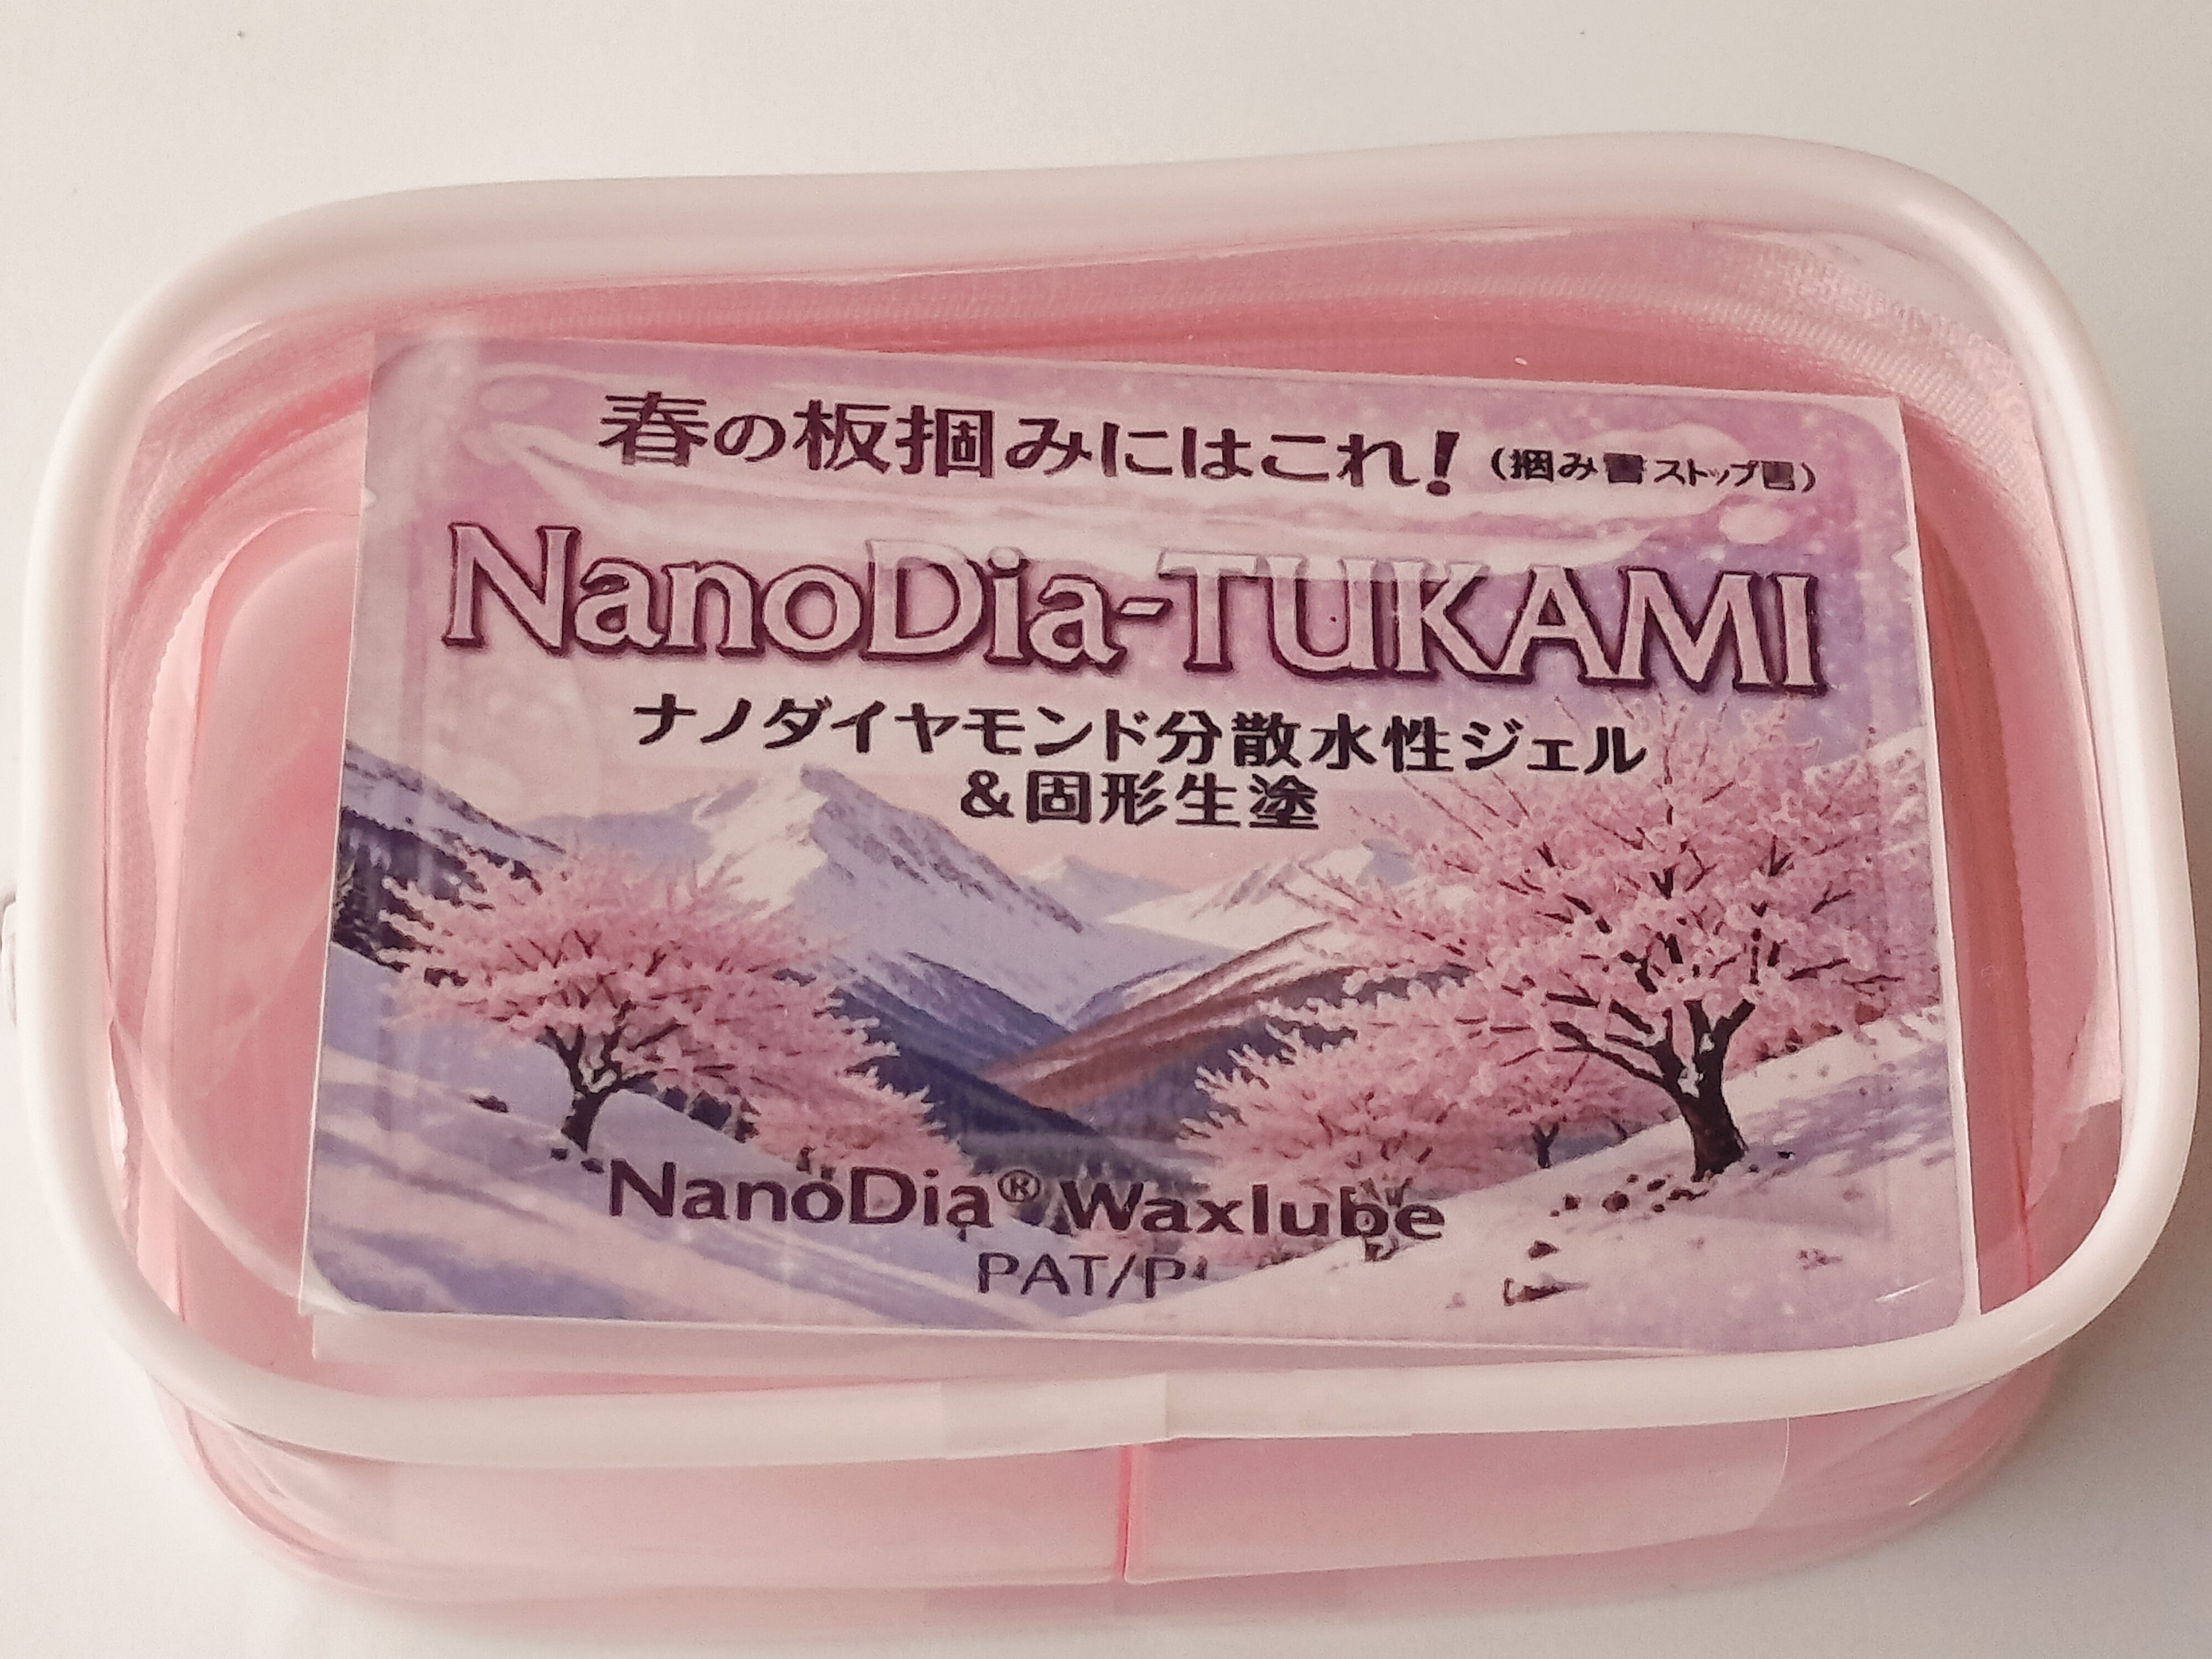 春の板掴みにはこれ!(掴み ストップ )
NanoDia-TUKAMI
ナノダイヤモンド分散水性ジェル
&固形生塗
NanoDia® Waxlube
PAT/P